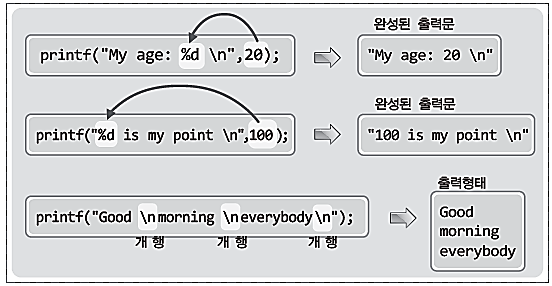 완성된 출력문
printf("My age: %d \n",20);
"My age: 20 \n"
완성된 출력문
printf("%d is my point \n",100);
"100 is my point \n"
출력형태
printf("Good \nmorning \neverybody\n");
개 행 개 행 개 행
Good
morning
everybody